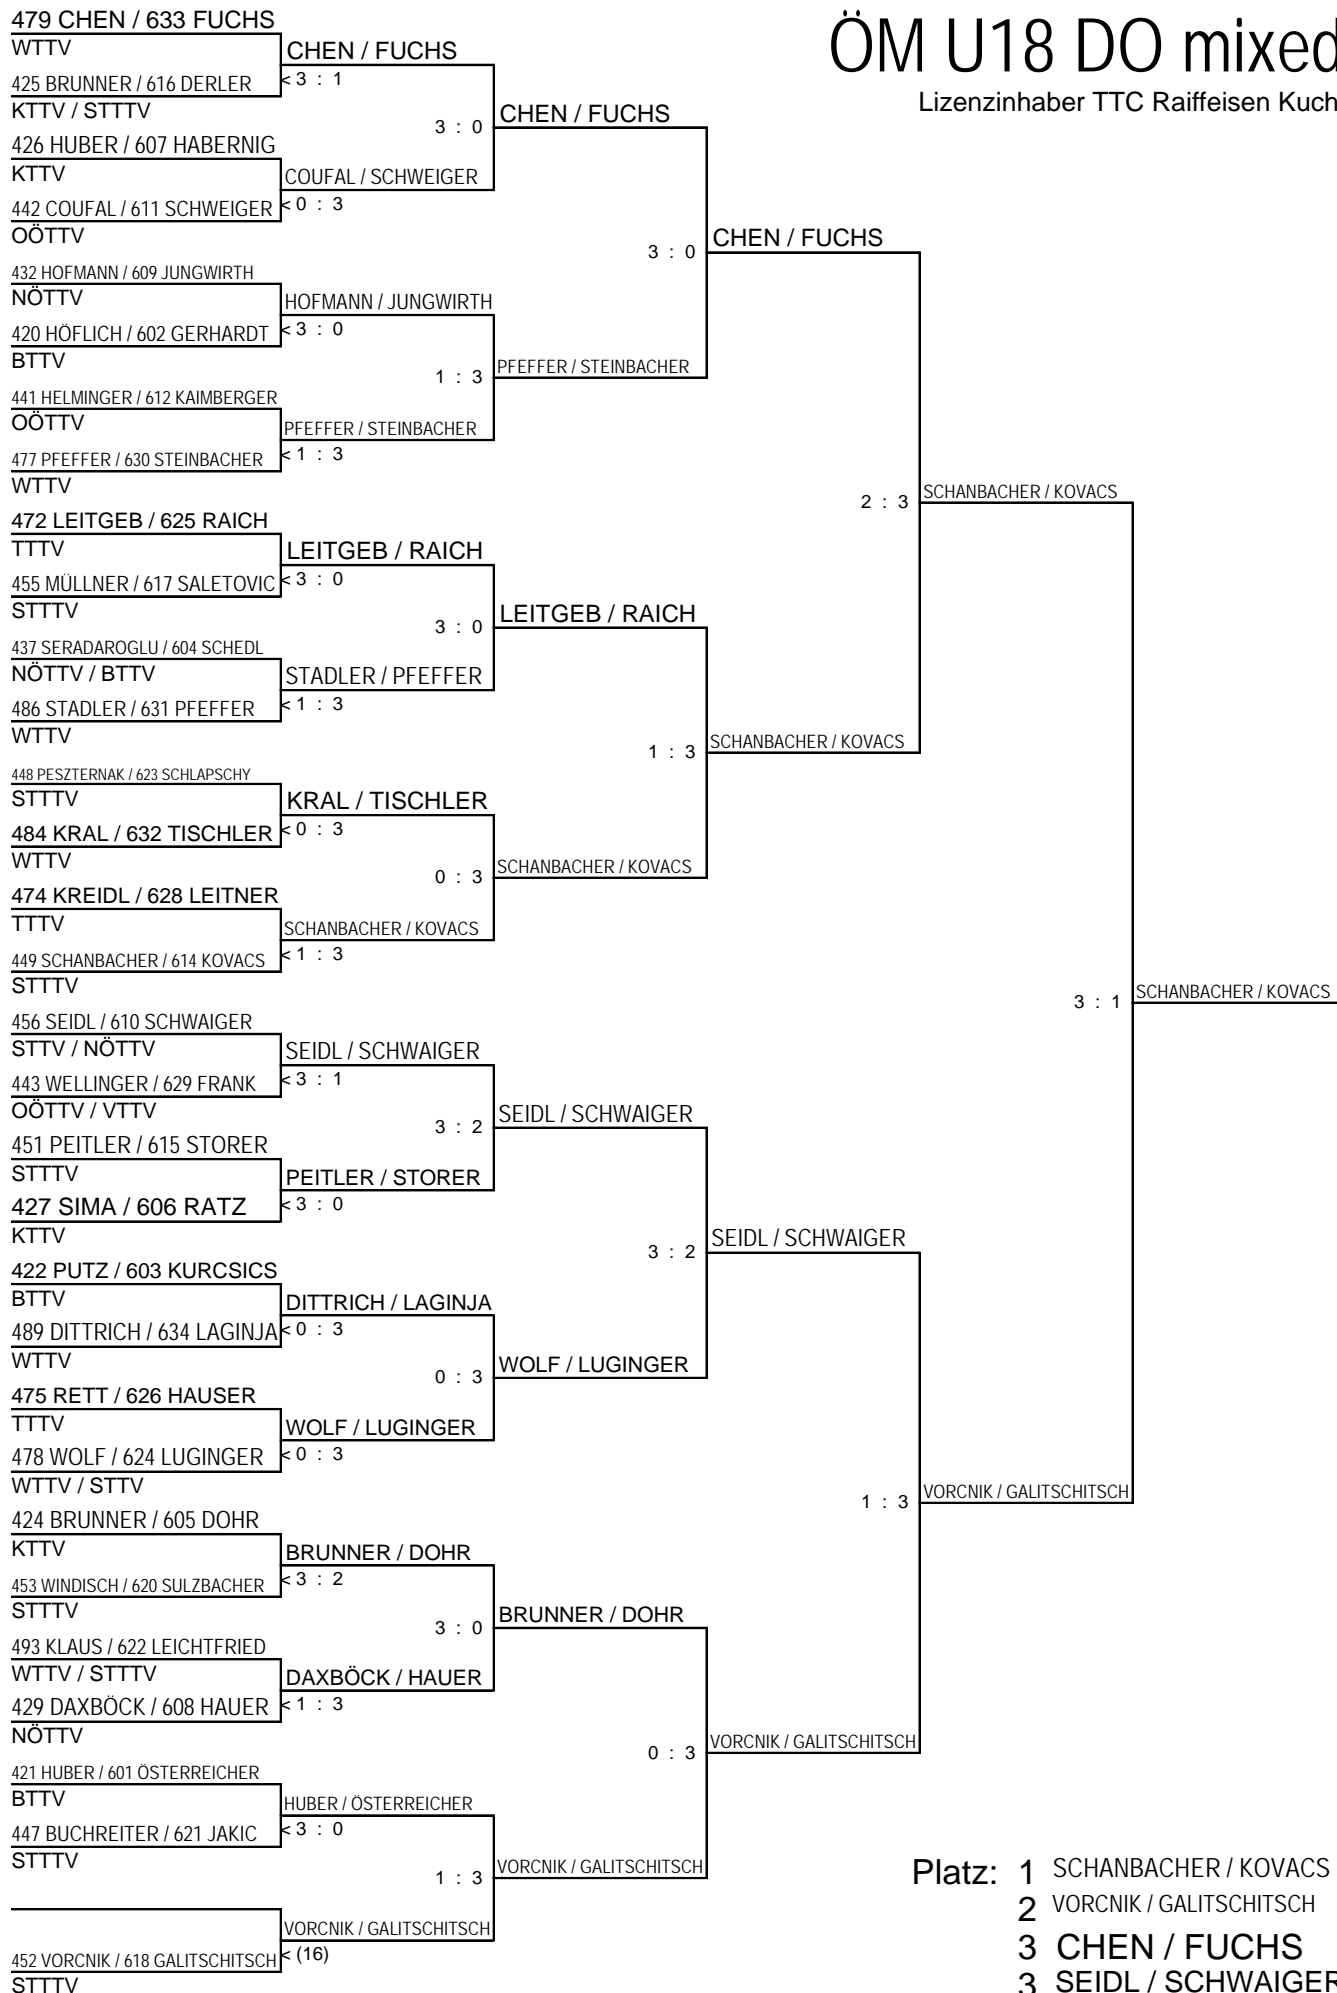 ÖM U18 DO mixed
Lizenzinhaber TTC Raiffeisen Kuch
479 CHEN / 633 FUCHS
WTTV
425 BRUNNER / 616 DERLER
KTTV / STTTV
426 HUBER / 607 HABERNIG
KTTV
442 COUFAL / 611 SCHWEIGER
OÖTTV
432 HOFMANN / 609 JUNGWIRTH
NÖTTV
420 HÖFLICH / 602 GERHARDT
BTTV
441 HELMINGER / 612 KAIMBERGER
OÖTTV
477 PFEFFER / 630 STEINBACHER
WTTV
472 LEITGEB / 625 RAICH
TTTV
455 MÜLLNER / 617 SALETOVIC
STTTV
437 SERADAROGLU / 604 SCHEDL
NÖTTV / BTTV
486 STADLER / 631 PFEFFER
WTTV
448 PESZTERNAK / 623 SCHLAPSCHY
STTTV
484 KRAL / 632 TISCHLER
WTTV
474 KREIDL / 628 LEITNER
TTTV
449 SCHANBACHER / 614 KOVACS
STTTV
456 SEIDL / 610 SCHWAIGER
STTV / NÖTTV
443 WELLINGER / 629 FRANK
OÖTTV / VTTV
451 PEITLER / 615 STORER
STTTV
427 SIMA / 606 RATZ
KTTV
422 PUTZ / 603 KURCSICS
BTTV
489 DITTRICH / 634 LAGINJA
WTTV
475 RETT / 626 HAUSER
TTTV
478 WOLF / 624 LUGINGER
WTTV / STTV
424 BRUNNER / 605 DOHR
KTTV
453 WINDISCH / 620 SULZBACHER
STTTV
493 KLAUS / 622 LEICHTFRIED
WTTV / STTTV
429 DAXBÖCK / 608 HAUER
NÖTTV
421 HUBER / 601 ÖSTERREICHER
BTTV
447 BUCHREITER / 621 JAKIC
STTTV
452 VORCNIK / 618 GALITSCHITSCH
STTTV
CHEN / FUCHS
< 3 : 1
COUFAL / SCHWEIGER
< 0 : 3
HOFMANN / JUNGWIRTH
< 3 : 0
PFEFFER / STEINBACHER
< 1 : 3
LEITGEB / RAICH
< 3 : 0
STADLER / PFEFFER
< 1 : 3
KRAL / TISCHLER
< 0 : 3
SCHANBACHER / KOVACS
< 1 : 3
SEIDL / SCHWAIGER
< 3 : 1
PEITLER / STORER
< 3 : 0
DITTRICH / LAGINJA
< 0 : 3
WOLF / LUGINGER
< 0 : 3
BRUNNER / DOHR
< 3 : 2
DAXBÖCK / HAUER
< 1 : 3
HUBER / ÖSTERREICHER
< 3 : 0
VORCNIK / GALITSCHITSCH
< (16)
3 : 0 CHEN / FUCHS
1 : 3 PFEFFER / STEINBACHER
3 : 0 LEITGEB / RAICH
0 : 3 SCHANBACHER / KOVACS
3 : 2 SEIDL / SCHWAIGER
0 : 3 WOLF / LUGINGER
3 : 0 BRUNNER / DOHR
1 : 3 VORCNIK / GALITSCHITSCH
3 : 0 CHEN / FUCHS
1 : 3 SCHANBACHER / KOVACS
3 : 2 SEIDL / SCHWAIGER
0 : 3 VORCNIK / GALITSCHITSCH
2 : 3 SCHANBACHER / KOVACS
1 : 3 VORCNIK / GALITSCHITSCH
3 : 1 SCHANBACHER / KOVACS
Platz: 1 SCHANBACHER / KOVACS
2 VORCNIK / GALITSCHITSCH
3 CHEN / FUCHS
3 SEIDL / SCHWAIGER